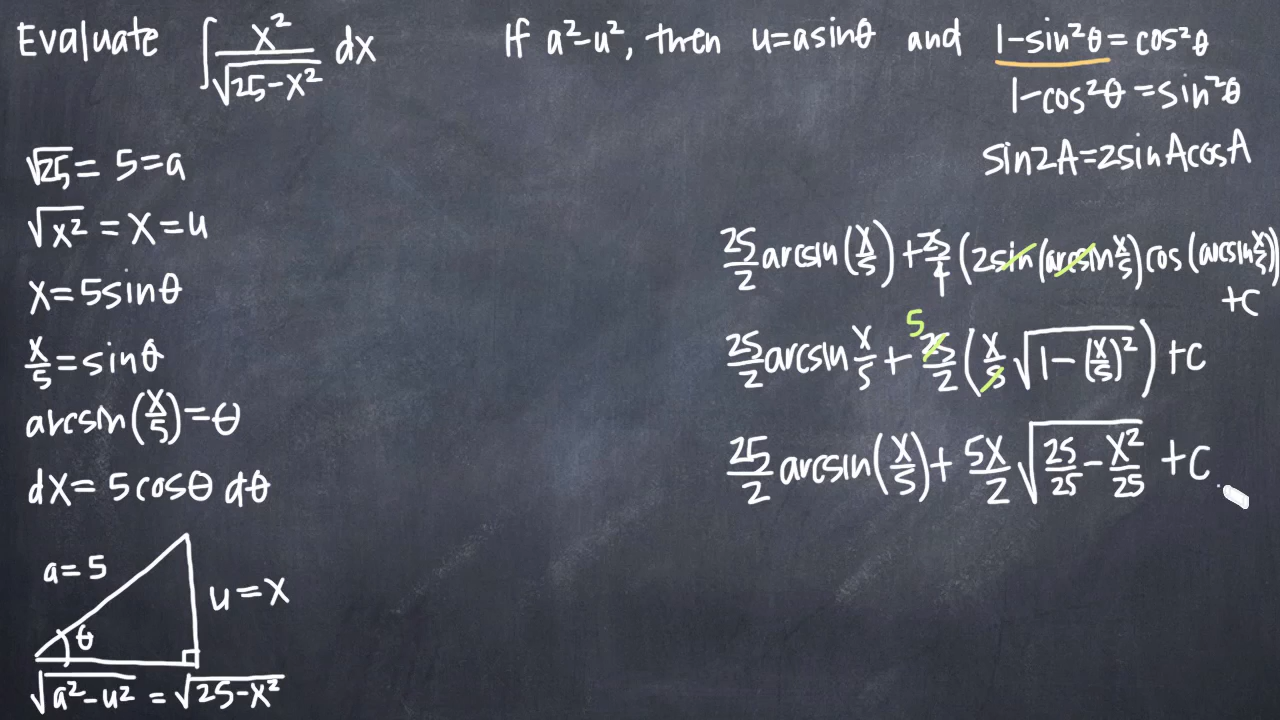 Evaluate ∫ x²/√(25-x²) dx
If a²-u², then u=asinθ and 1-sin²θ=cos²θ
1-cos²θ=sin²θ
sin2A=2sinAcosA
√25=5=a
√x²=x=u
x=5sinθ
x/5=sinθ
arcsin(x/5)=θ
dx=5cosθ dθ
a=5
u=x
θ
√(a²-u²)=√(25-x²)
25/2 arcsin(x/5)+25/4(2sin(arcsin x/5)cos(arcsin x/5))
+C
5
25/2 arcsin x/5+25/2(x/5 √(1-(x/5)²))+C
25/2 arcsin(x/5)+5x/2 √(25/25-x²/25)+C